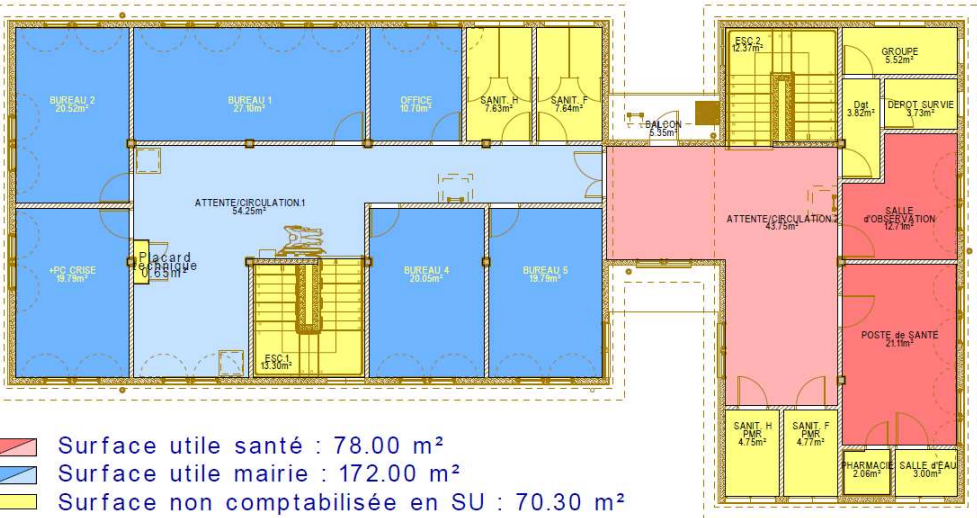 ESC.2
12.37m²
GROUPE
5.52m²
BUREAU 2
20.52m²
BUREAU 1
27.10m²
OFFICE
10.70m²
SANIT. H
7.63m²
SANIT. F
7.64m²
Dgt
3.82m²
DEPOT SURVIE
3.73m²
BALCON
5.35m²
ATTENTE/CIRCULATION.1
54.25m²
ATTENTE/CIRCULATION.2
43.75m²
SALLE
d'OBSERVATION
12.71m²
+PC CRISE
19.79m²
Placard
technique
0.63m²
BUREAU 4
20.05m²
BUREAU 5
19.79m²
POSTE de SANTE
21.11m²
ESC.1
13.30m²
SANIT. H
PMR
4.75m²
SANIT. F
PMR
4.77m²
PHARMACIE
2.06m²
SALLE d'EAU
3.00m²
Surface utile santé : 78.00 m²
Surface utile mairie : 172.00 m²
Surface non comptabilisée en SU : 70.30 m²